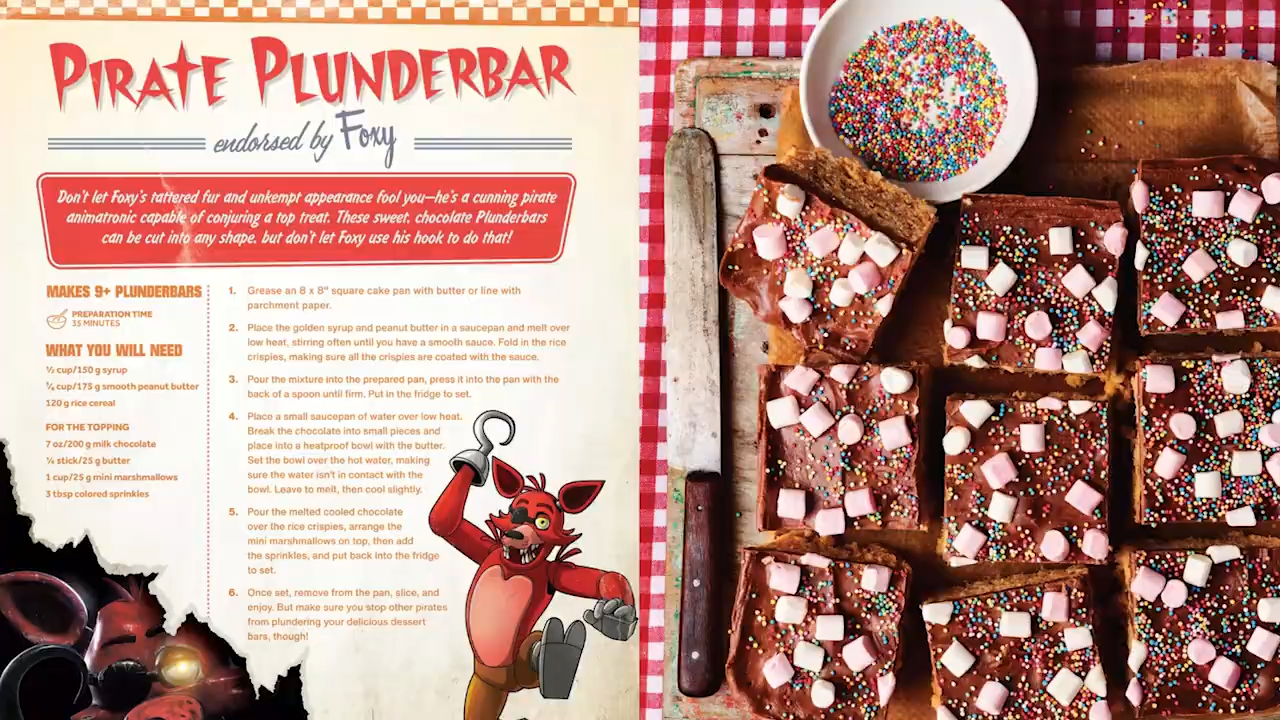 PIRATE PLUNDERBAR
endorsed by Foxy
Don't let Foxy's tattered fur and unkempt appearance fool you—he's a cunning pirate
animatronic capable of conjuring a top treat. These sweet, chocolate Plunderbars
can be cut into any shape, but don't let Foxy use his hook to do that!
MAKES 9+ PLUNDERBARS
PREPARATION TIME
35 MINUTES
WHAT YOU WILL NEED
½ cup/150 g syrup
¾ cup/175 g smooth peanut butter
120 g rice cereal
FOR THE TOPPING
7 oz/200 g milk chocolate
¼ stick/25 g butter
1 cup/25 g mini marshmallows
3 tbsp colored sprinkles
1. Grease an 8 x 8" square cake pan with butter or line with
parchment paper.
2. Place the golden syrup and peanut butter in a saucepan and melt over
low heat, stirring often until you have a smooth sauce. Fold in the rice
crispies, making sure all the crispies are coated with the sauce.
3. Pour the mixture into the prepared pan, press it into the pan with the
back of a spoon until firm. Put in the fridge to set.
4. Place a small saucepan of water over low heat.
Break the chocolate into small pieces and
place into a heatproof bowl with the butter.
Set the bowl over the hot water, making
sure the water isn't in contact with the
bowl. Leave to melt, then cool slightly.
5. Pour the melted cooled chocolate
over the rice crispies, arrange the
mini marshmallows on top, then add
the sprinkles, and put back into the fridge
to set.
6. Once set, remove from the pan, slice, and
enjoy. But make sure you stop other pirates
from plundering your delicious dessert
bars, though!